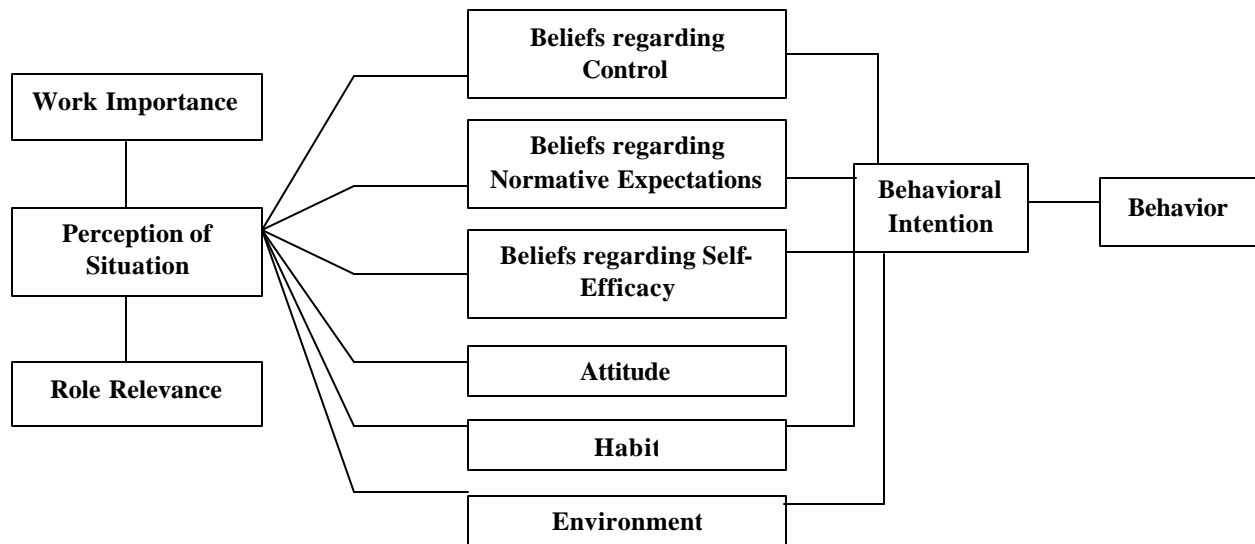 Work Importance
Perception of
Situation
Role Relevance
Beliefs regarding
Control
Beliefs regarding
Normative Expectations
Beliefs regarding Self-
Efficacy
Attitude
Habit
Environment
Behavioral
Intention
Behavior